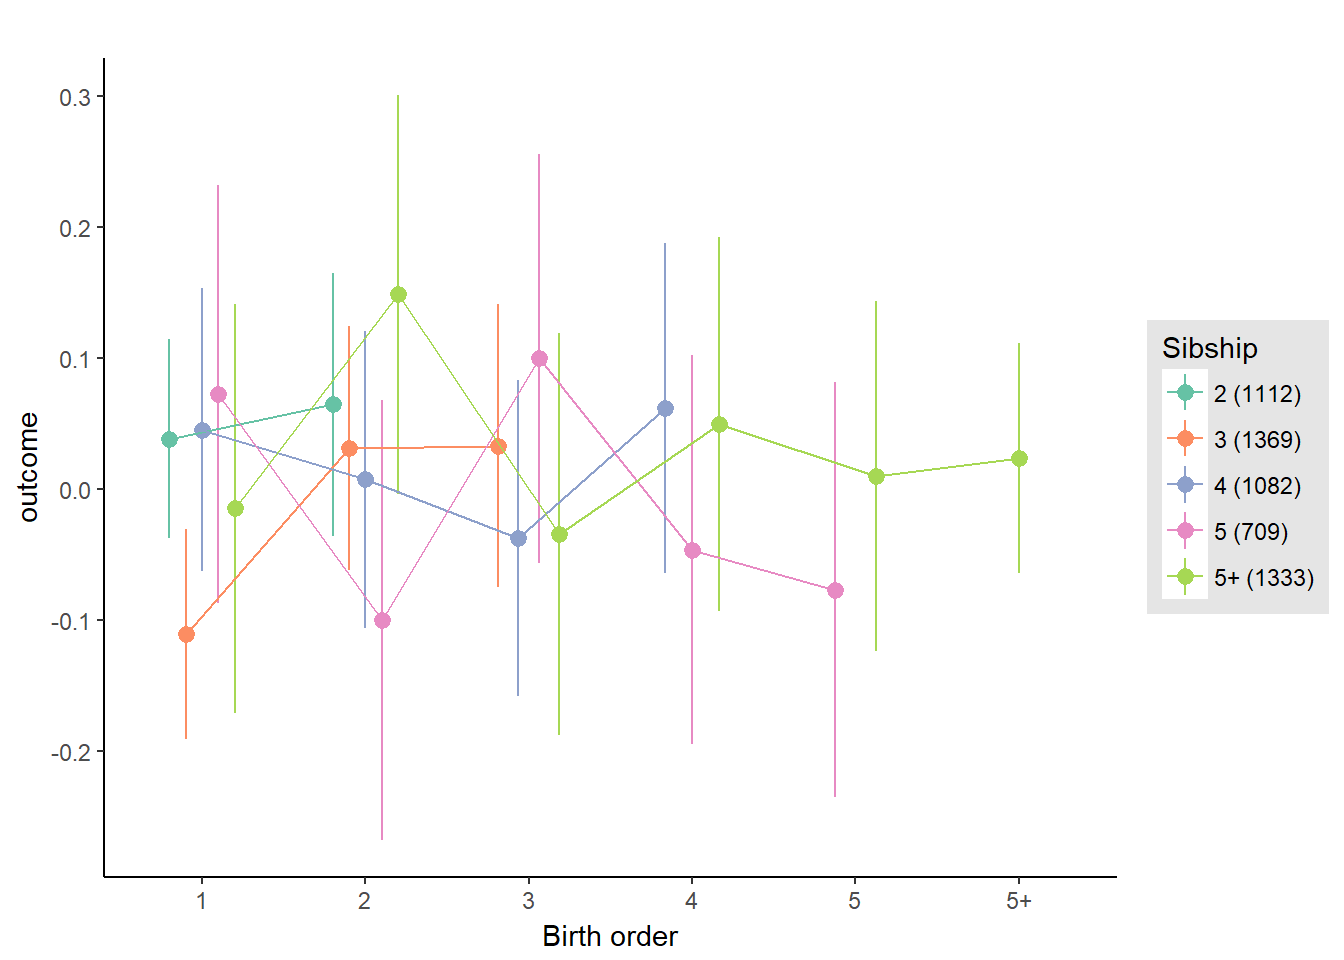 0.3
0.2
0.1
0.0
-0.1
-0.2
outcome
1 2 3 4 5 5+
Birth order
Sibship
2 (1112)
3 (1369)
4 (1082)
5 (709)
5+ (1333)